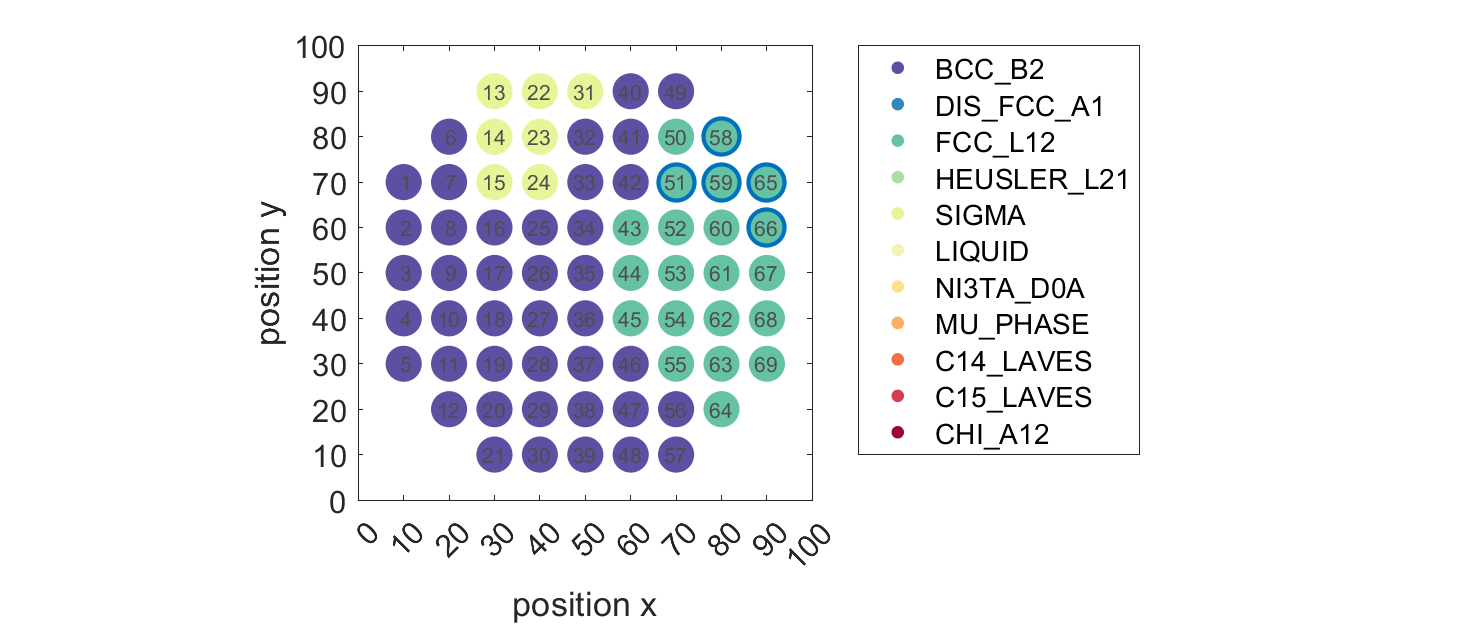 100
90
80
70
60
50
40
30
20
10
0
position y
13 22 31 40 49
6 14 23 32 41 50 58
1 7 15 24 33 42 51 59 65
2 8 16 25 34 43 52 60 66
3 9 17 26 35 44 53 61 67
4 10 18 27 36 45 54 62 68
5 11 19 28 37 46 55 63 69
12 20 29 38 47 56 64
21 30 39 48 57
0 10 20 30 40 50 60 70 80 90 100
position x
BCC_B2
DIS_FCC_A1
FCC_L12
HEUSLER_L21
SIGMA
LIQUID
NI3TA_D0A
MU_PHASE
C14_LAVES
C15_LAVES
CHI_A12